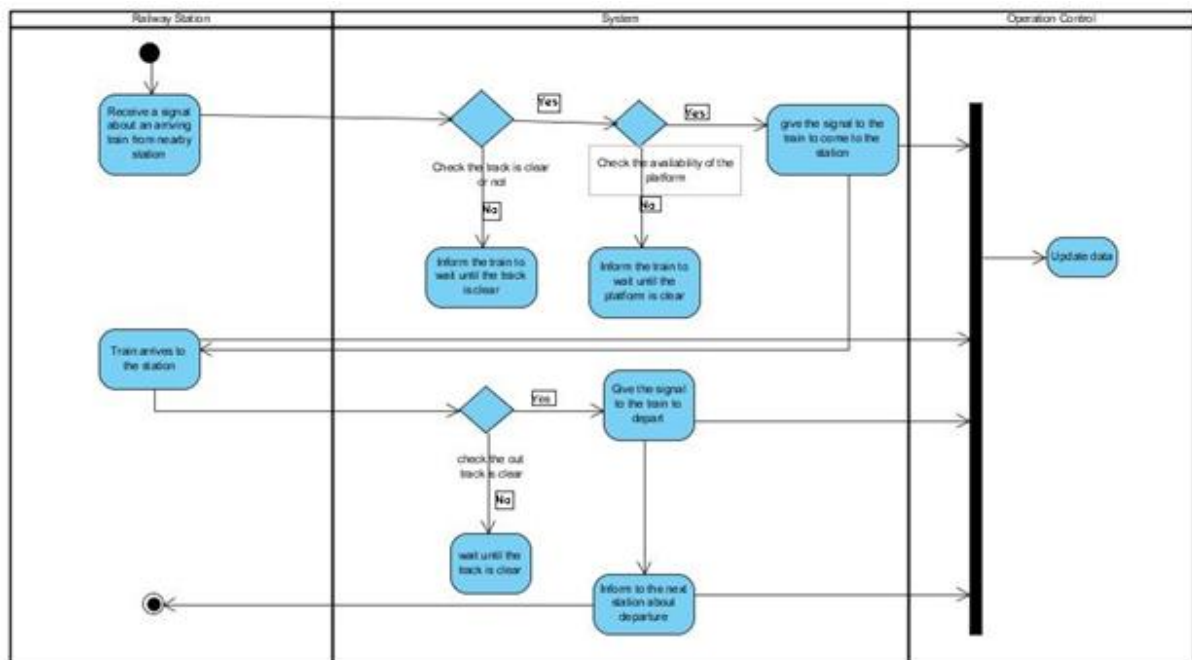 Railway Station
System
Operation Control
Receive a signal
about an arriving
train from nearby
station
Yes
Yes
give the signal to the
train to come to the
station
Check the track is clear
or not
Check the availability of the
platform
No
No
Inform the train to
wait until the track
is clear
Inform the train to
wait until the
platform is clear
Update data
Train arrives to
the station
Yes
Give the signal
to the train to
depart
check the out
track is clear
No
wait until the
track is clear
Inform to the next
station about
departure